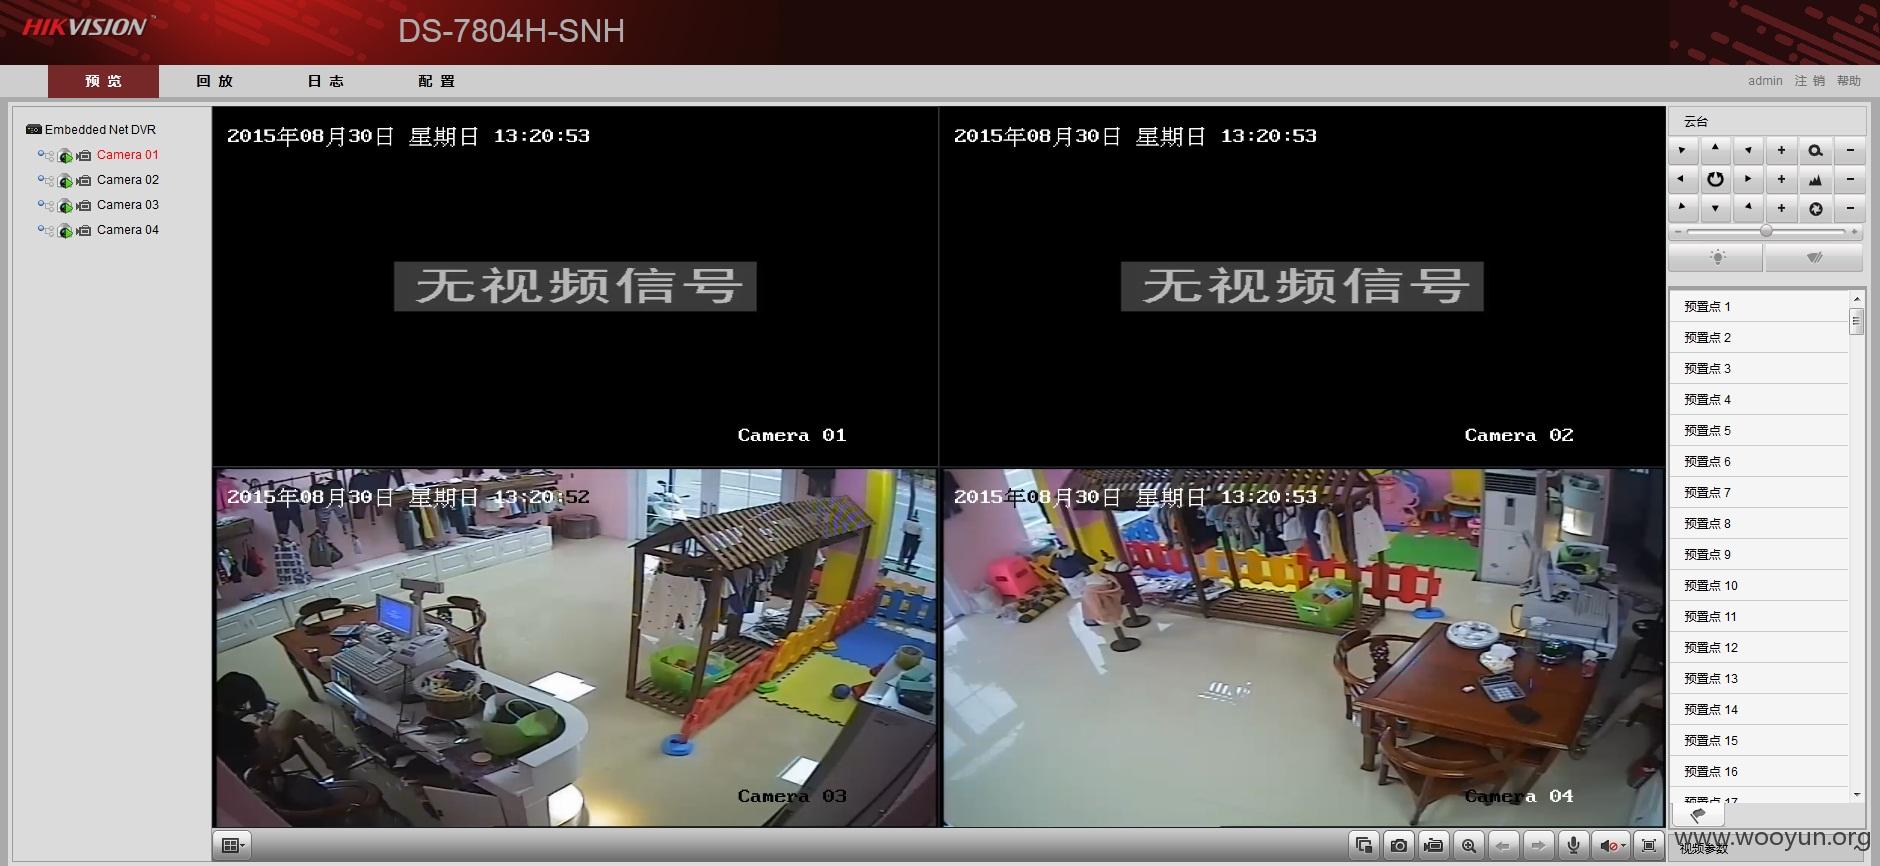 HIKVISION™
DS-7804H-SNH
预览 回放 日志 配置
admin 注销 帮助
Embedded Net DVR
Camera 01
Camera 02
Camera 03
Camera 04
2015年08月30日 星期日 13:20:53
无视频信号
Camera 01
2015年08月30日 星期日 13:20:53
无视频信号
Camera 02
2015年08月30日 星期日 13:20:52
Camera 03
2015年08月30日 星期日 13:20:53
Camera 04
云台
预置点 1
预置点 2
预置点 3
预置点 4
预置点 5
预置点 6
预置点 7
预置点 8
预置点 9
预置点 10
预置点 11
预置点 12
预置点 13
预置点 14
预置点 15
预置点 16
预置点 17
www.wooyun.org
视频参数